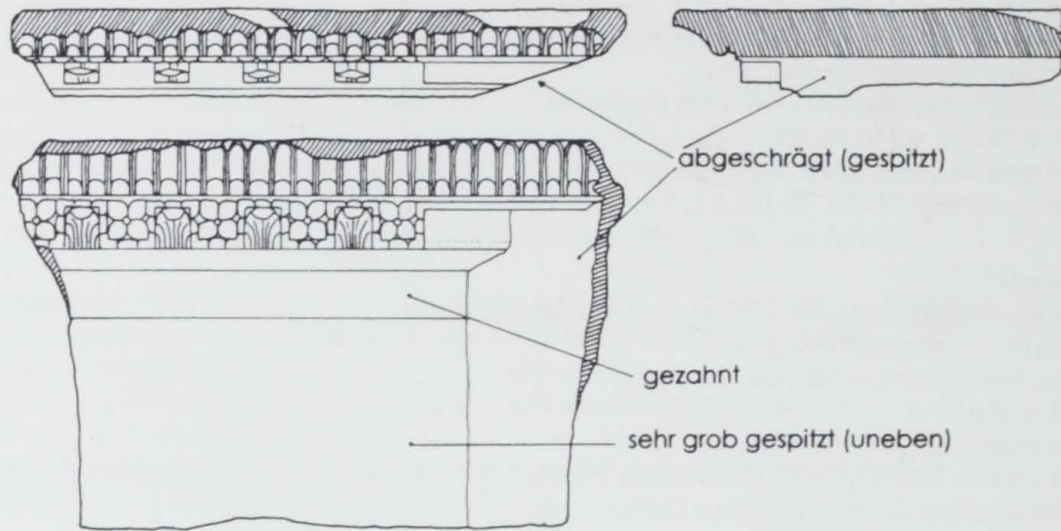 abgeschrägt (gespitzt)
gezahnt
sehr grob gespitzt (uneben)